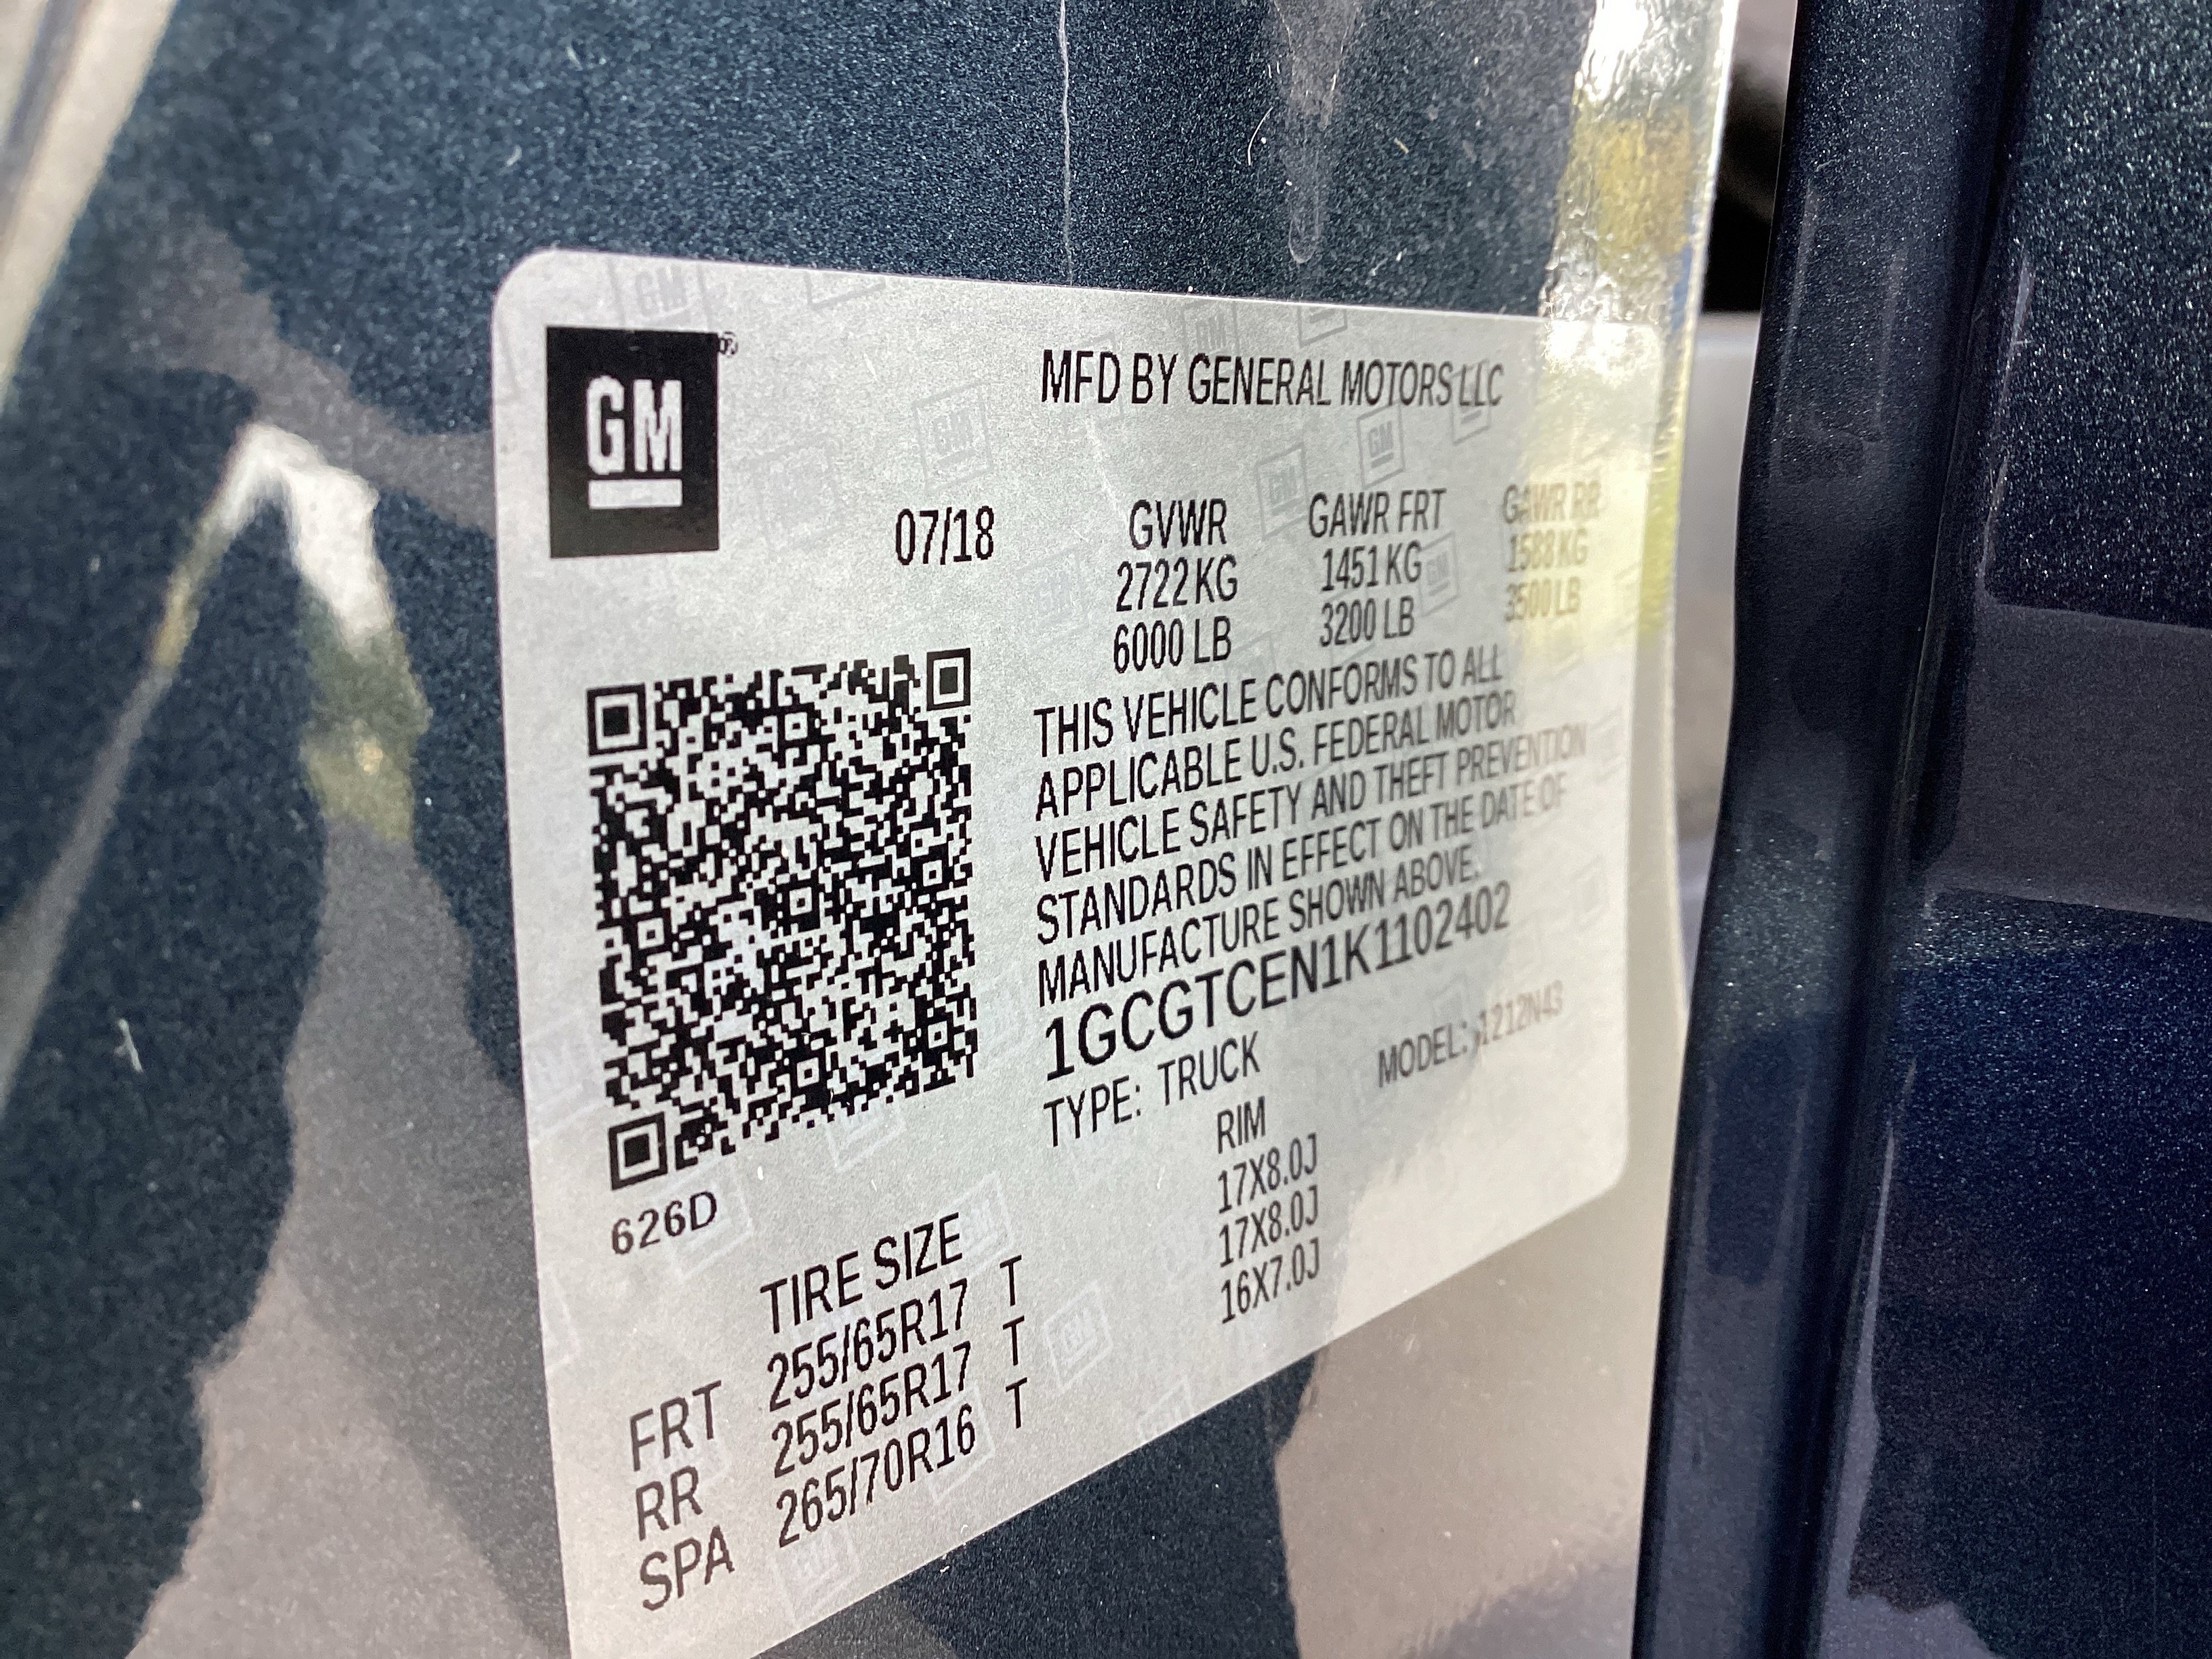 GM
MFD BY GENERAL MOTORS LLC
07/18 GVWR GAWR FRT GAWR RR
2722 KG 1451 KG 1588 KG
6000 LB 3200 LB 3500 LB
THIS VEHICLE CONFORMS TO ALL
APPLICABLE U.S. FEDERAL MOTOR
VEHICLE SAFETY AND THEFT PREVENTION
STANDARDS IN EFFECT ON THE DATE OF
MANUFACTURE SHOWN ABOVE.
1GCGTCEN1K1102402
TYPE: TRUCK MODEL: 1212N43
626D
TIRE SIZE RIM
FRT 255/65R17 T 17X8.0J
RR 255/65R17 T 17X8.0J
SPA 265/70R16 T 16X7.0J